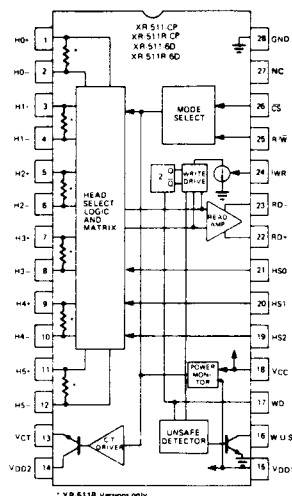 XR-511-CP
XR-511R-CP
XR-511-6D
XR-511R-6D
H0+ 1
H0- 2
H1+ 3
H1- 4
H2+ 5
H2- 6
H3+ 7
H3- 8
H4+ 9
H4- 10
H5+ 11
H5- 12
VCT 13
VDD2 14
28 GND
27 NC
26 CS
25 R/W
24 IWR
23 RD-
22 RD+
21 HS0
20 HS1
19 HS2
18 VCC
17 WD
16 W.U.S.
15 VDD1
HEAD
SELECT
LOGIC
AND
MATRIX
MODE
SELECT
2 Q
Q
WRITE
DRIVE
READ
AMP
POWER
MONI
TOR
UNSAFE
DETECTOR
C.T.
DRIVER
* XR-511R Versions only